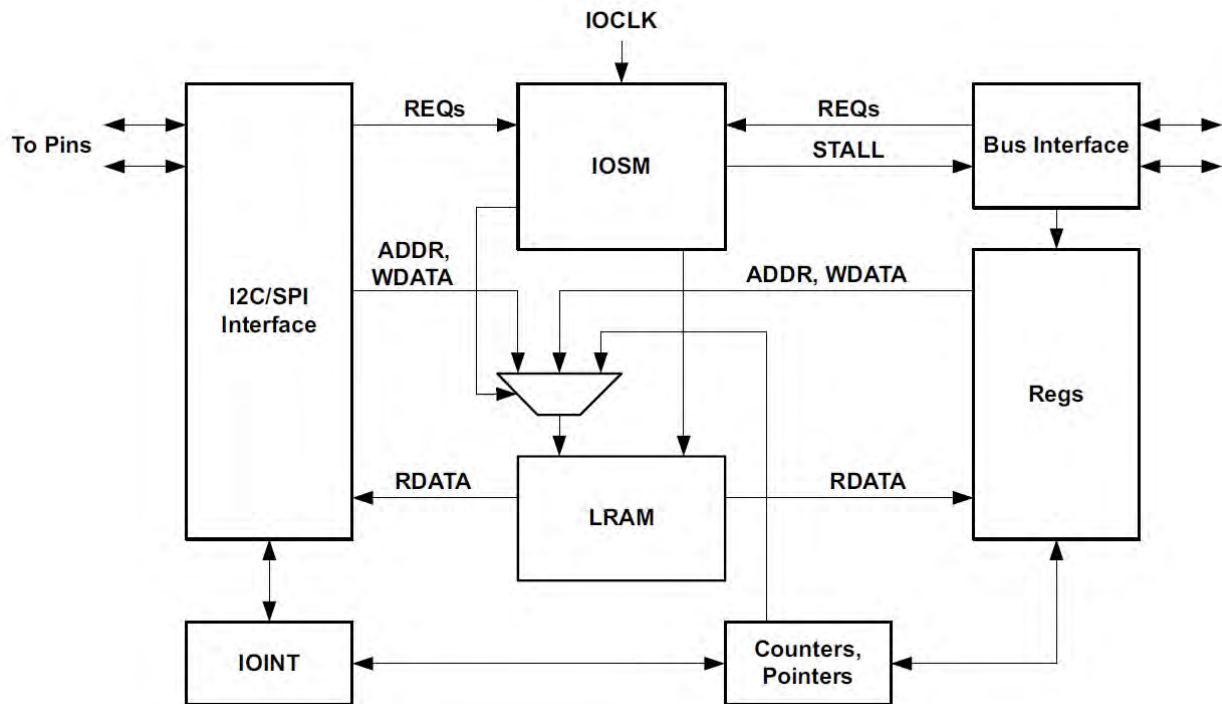 IOCLK
To Pins
REQs
REQs
STALL
IOSM
Bus Interface
ADDR,
WDATA
ADDR, WDATA
I2C/SPI
Interface
Regs
RDATA
RDATA
LRAM
IOINT
Counters,
Pointers